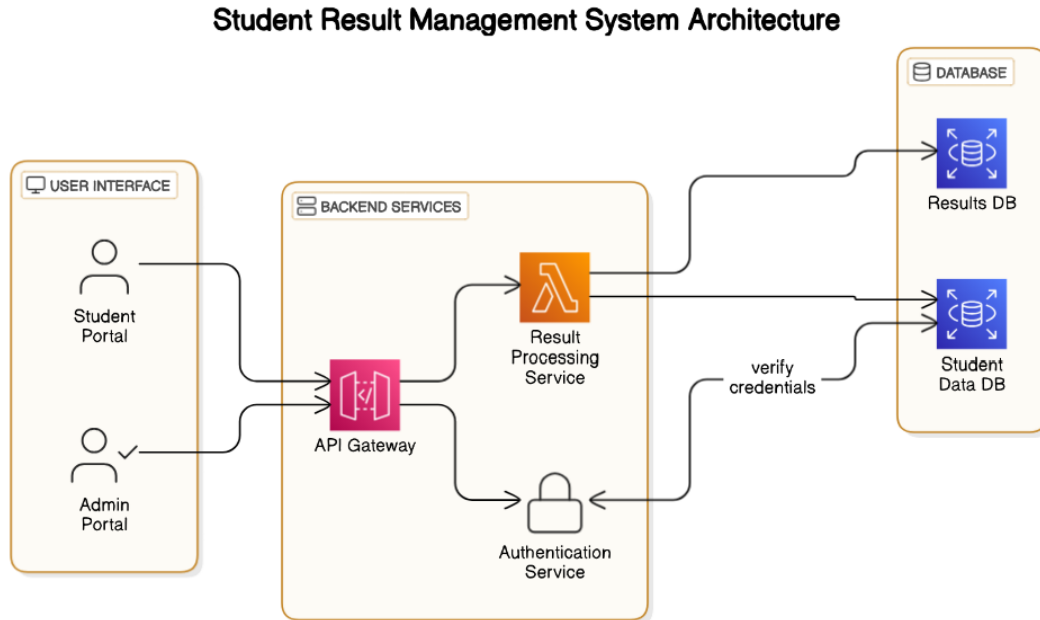 Student Result Management System Architecture
DATABASE
Results DB
USER INTERFACE
BACKEND SERVICES
Student
Portal
Result
Processing
Service
Student
Data DB
verify
credentials
</>
API Gateway
Admin
Portal
Authentication
Service